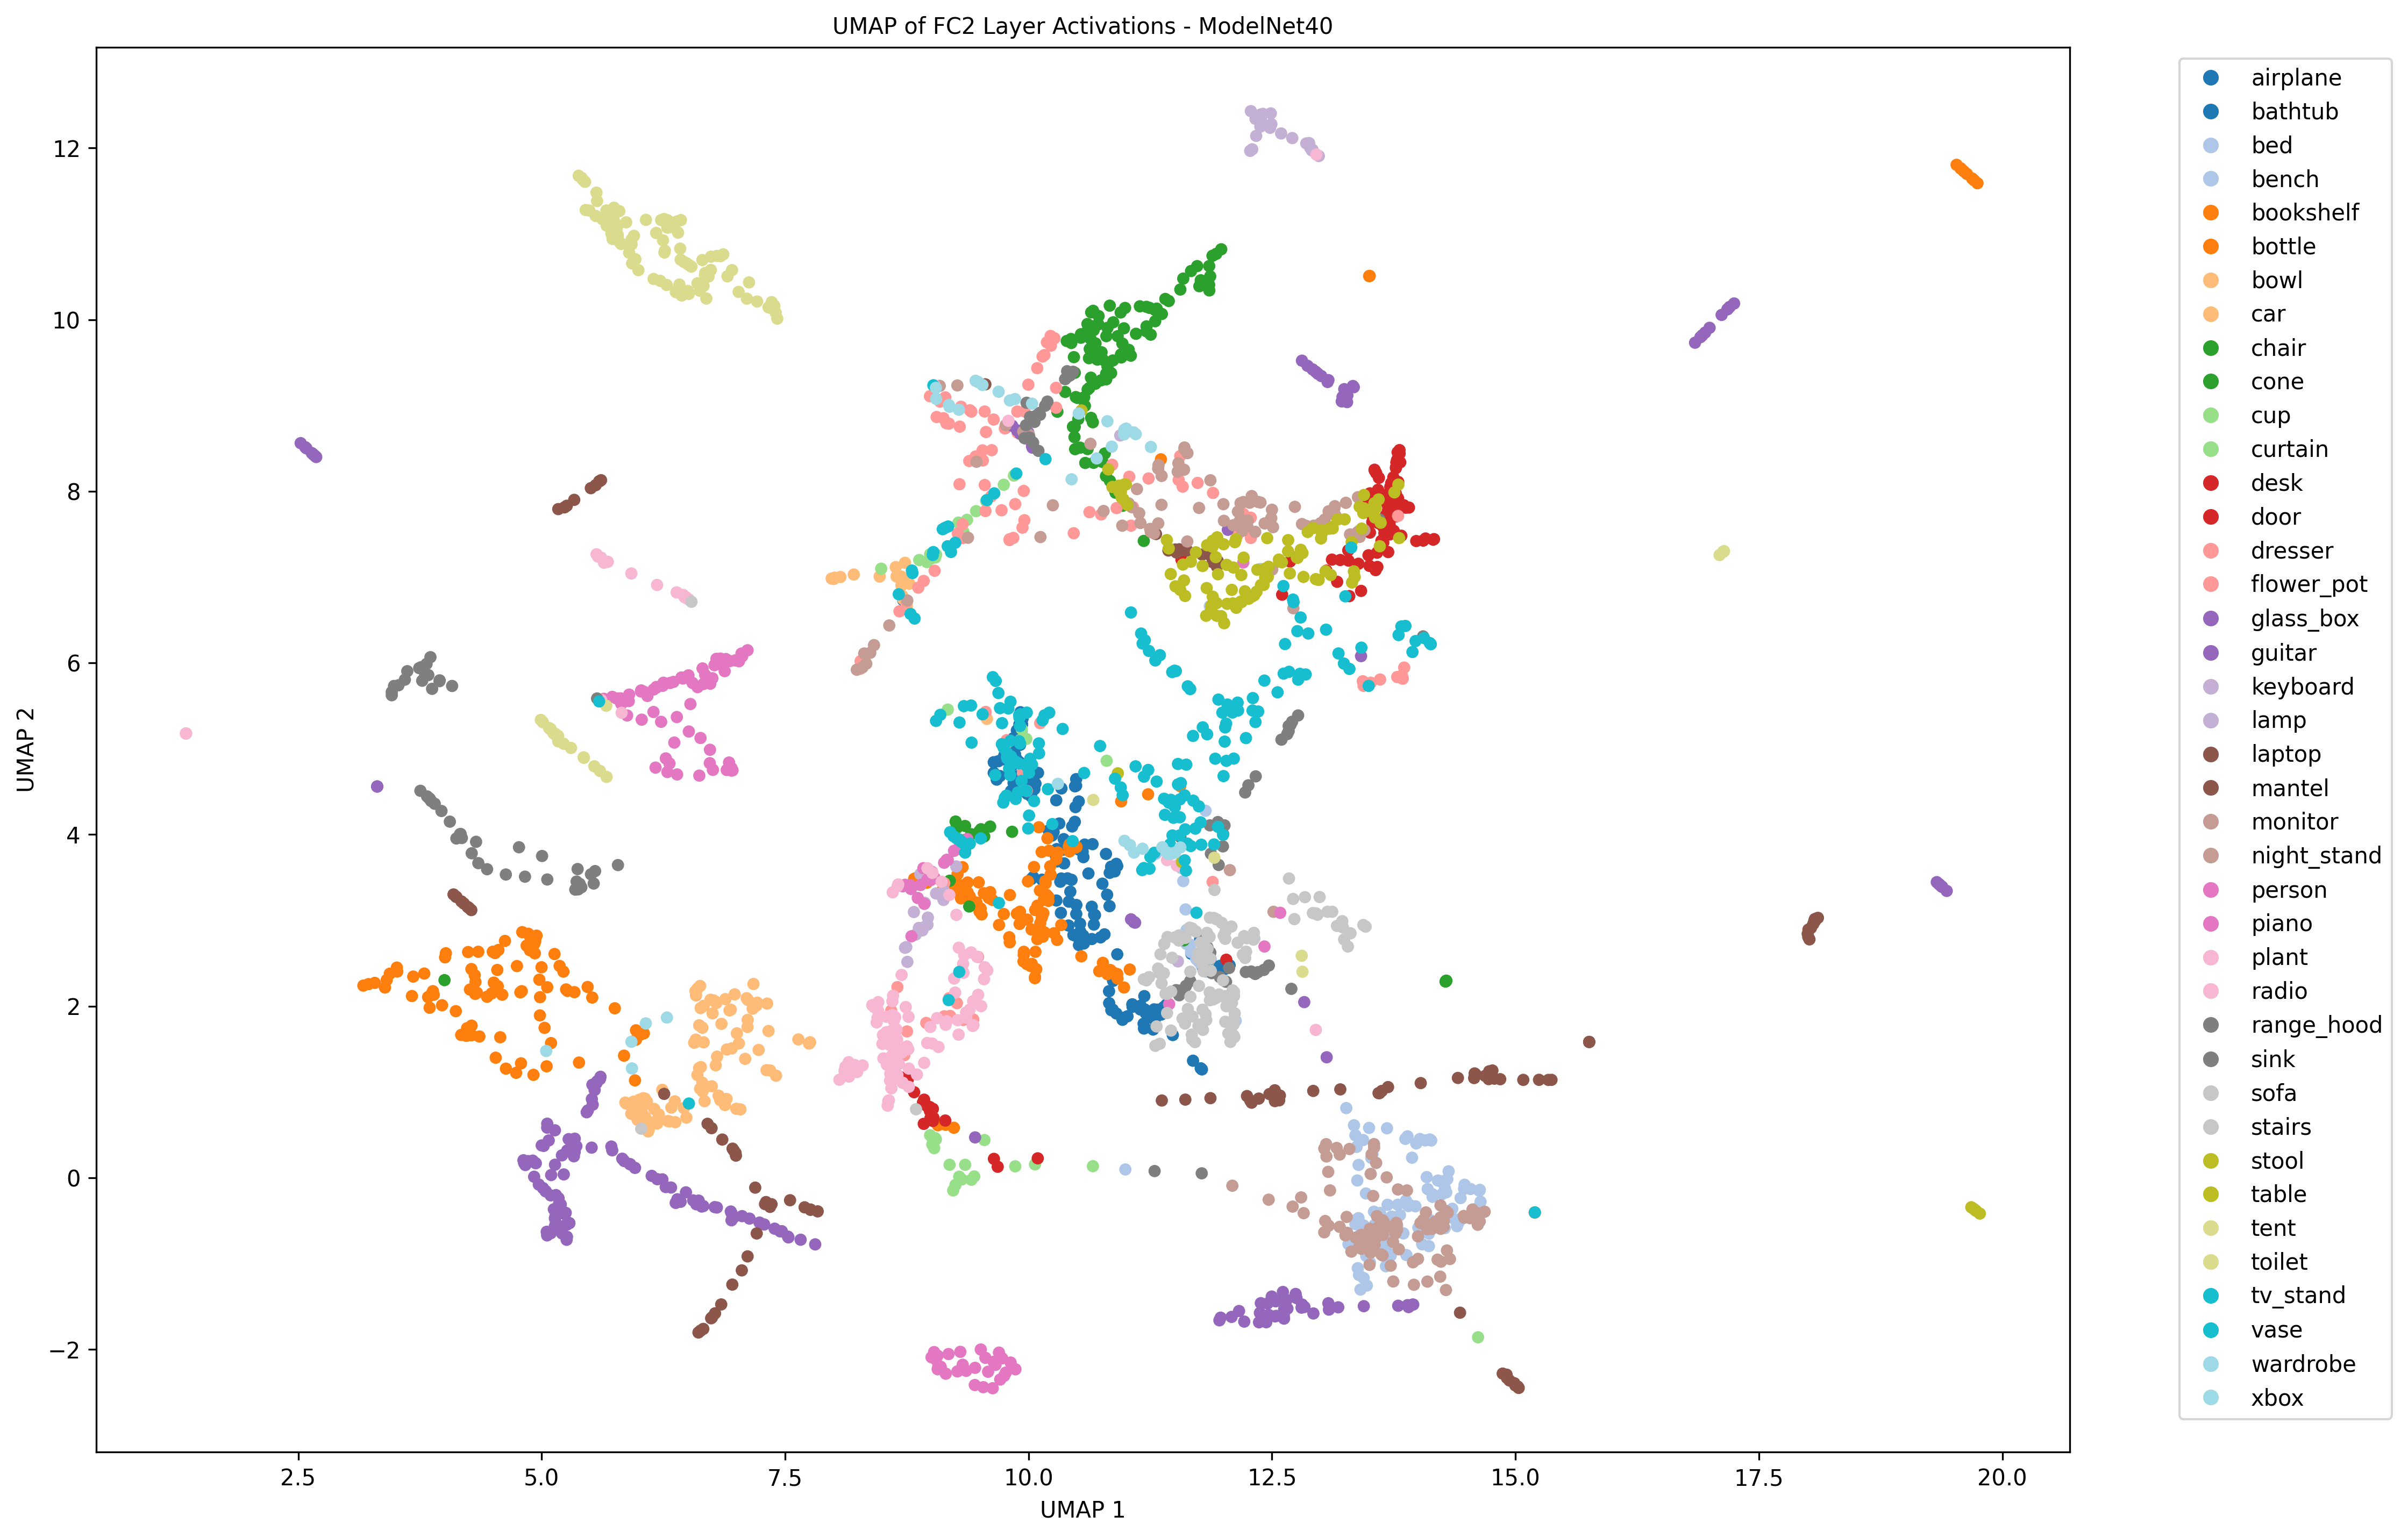 UMAP of FC2 Layer Activations - ModelNet40
UMAP 2
12
10
8
6
4
2
0
−2
2.5 5.0 7.5 10.0 12.5 15.0 17.5 20.0
UMAP 1
airplane
bathtub
bed
bench
bookshelf
bottle
bowl
car
chair
cone
cup
curtain
desk
door
dresser
flower_pot
glass_box
guitar
keyboard
lamp
laptop
mantel
monitor
night_stand
person
piano
plant
radio
range_hood
sink
sofa
stairs
stool
table
tent
toilet
tv_stand
vase
wardrobe
xbox